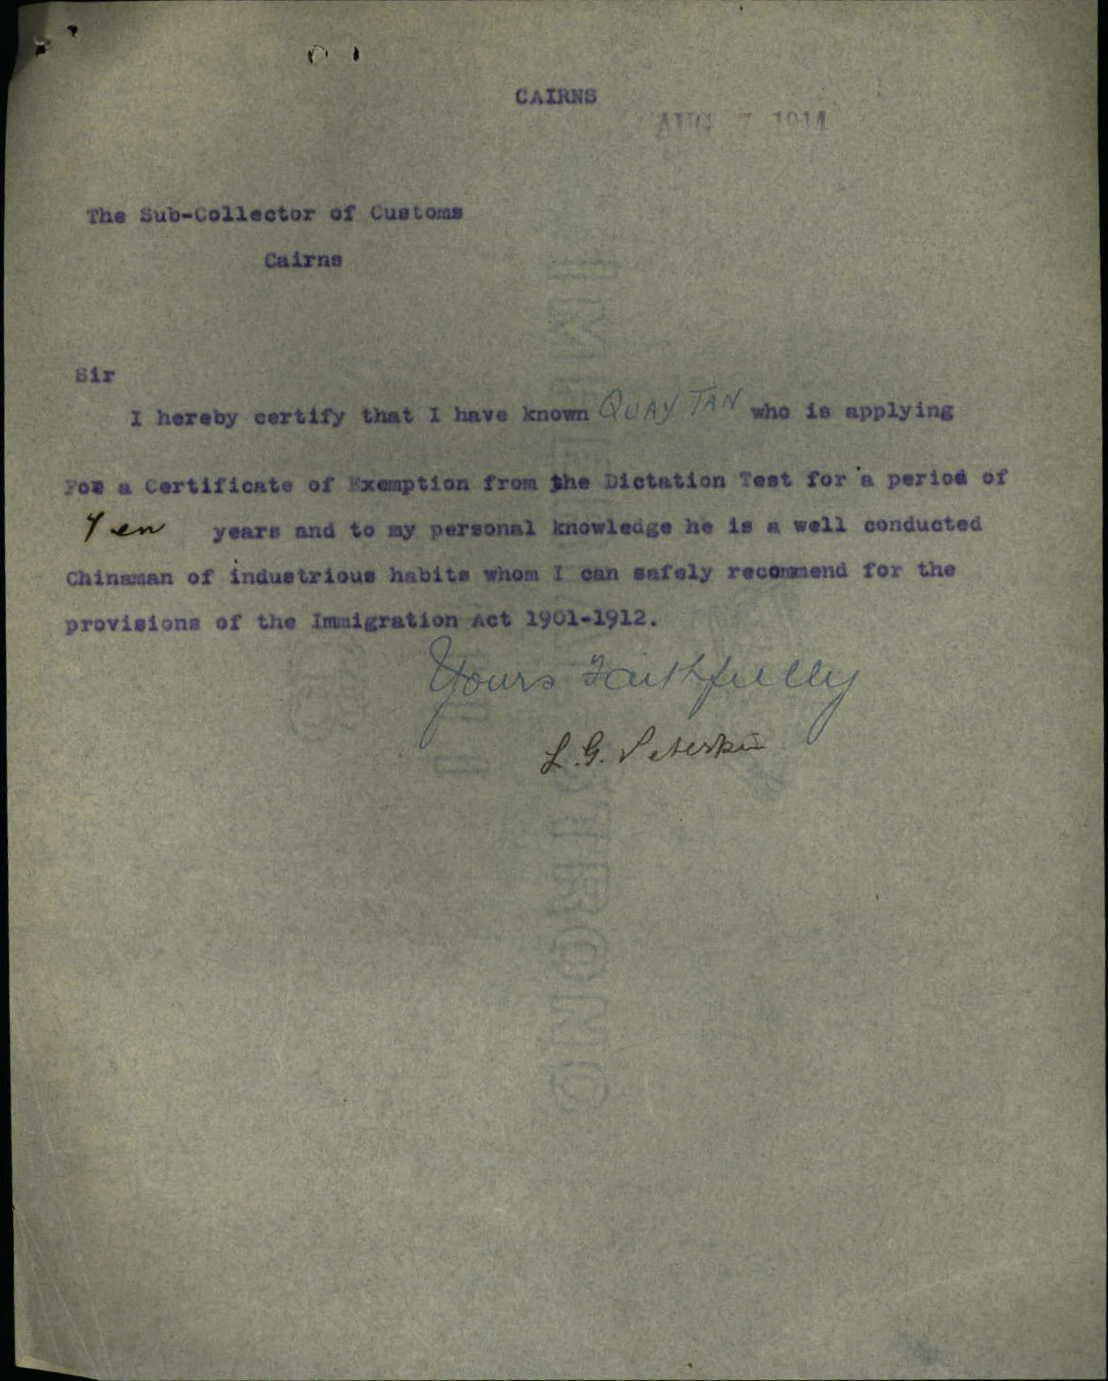 CAIRNS
AUG 7 1914
The Sub-Collector of Customs
Cairns
Sir
I hereby certify that I have known QUAY TAN who is applying
For a Certificate of Exemption from the Dictation Test for a period of
Ten years and to my personal knowledge he is a well conducted
Chinaman of industrious habits whom I can safely recommend for the
provisions of the Immigration Act 1901-1912.
Yours Faithfully
L. G. Peterkin